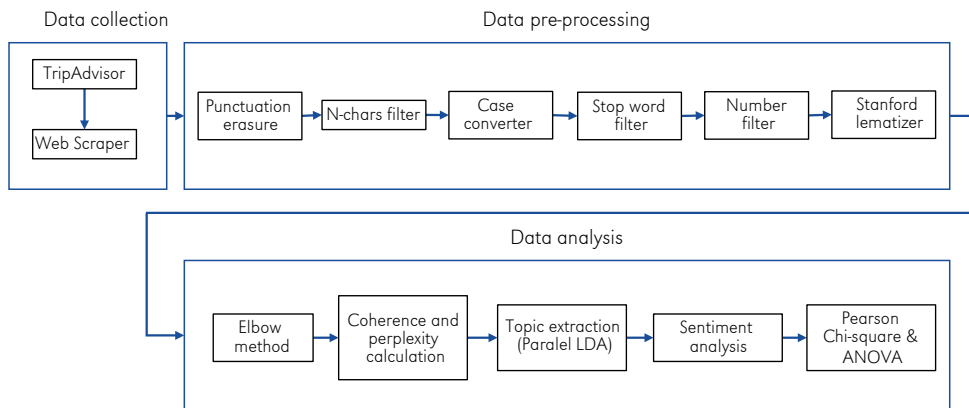 Data collection
Data pre-processing
TripAdvisor
Web Scraper
Punctuation
erasure
N-chars filter
Case
converter
Stop word
filter
Number
filter
Stanford
lematizer
Data analysis
Elbow
method
Coherence and
perplexity
calculation
Topic extraction
(Paralel LDA)
Sentiment
analysis
Pearson
Chi-square &
ANOVA